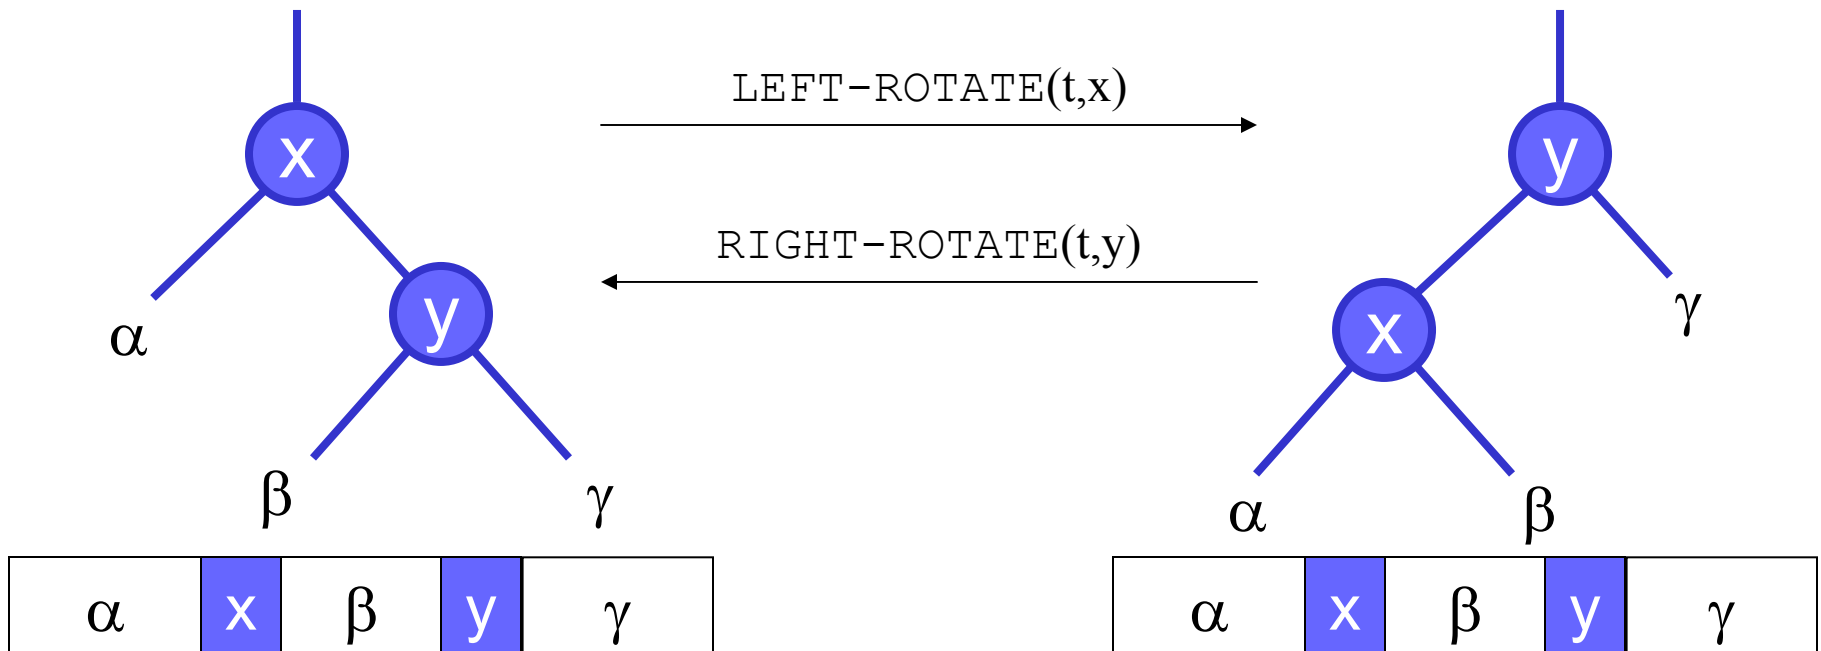 LEFT-ROTATE(t,x)
x
y
RIGHT-ROTATE(t,y)
y
x
α
γ
β
γ
α
β
α x β y γ
α x β y γ